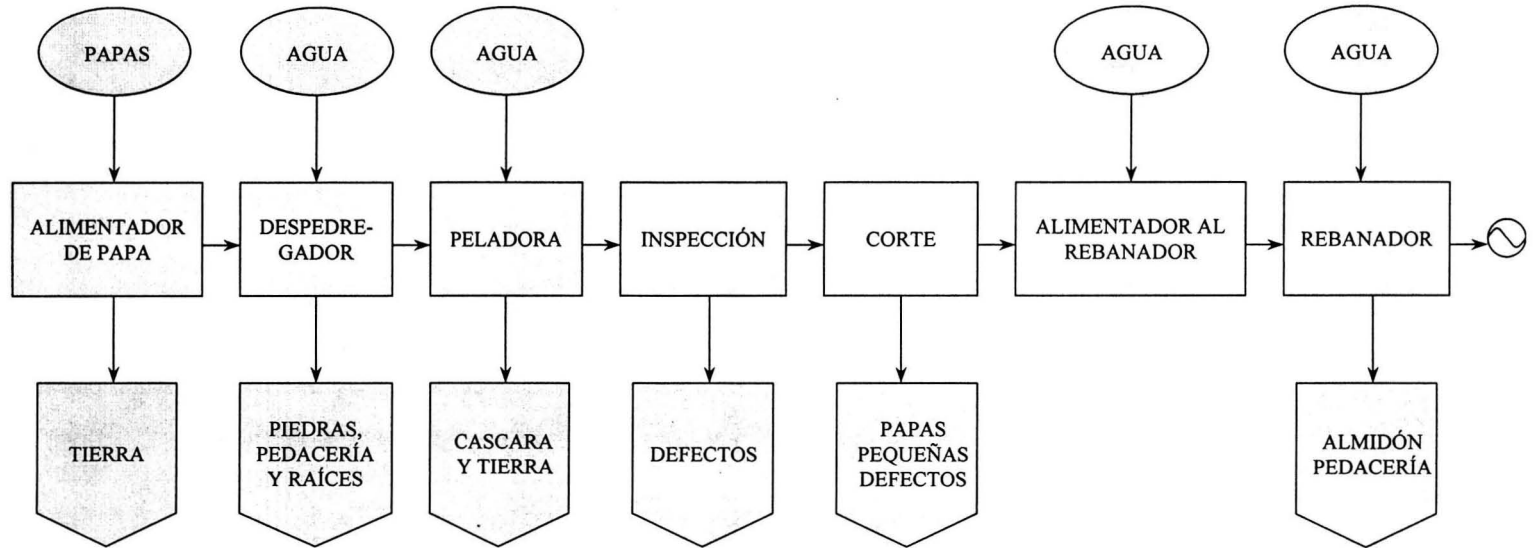 PAPAS
AGUA
AGUA
AGUA
AGUA
ALIMENTADOR
DE PAPA
DESPEDRE-
GADOR
PELADORA
INSPECCIÓN
CORTE
ALIMENTADOR AL
REBANADOR
REBANADOR
TIERRA
PIEDRAS,
PEDACERÍA
Y RAÍCES
CASCARA
Y TIERRA
DEFECTOS
PAPAS
PEQUEÑAS
DEFECTOS
ALMIDÓN
PEDACERÍA